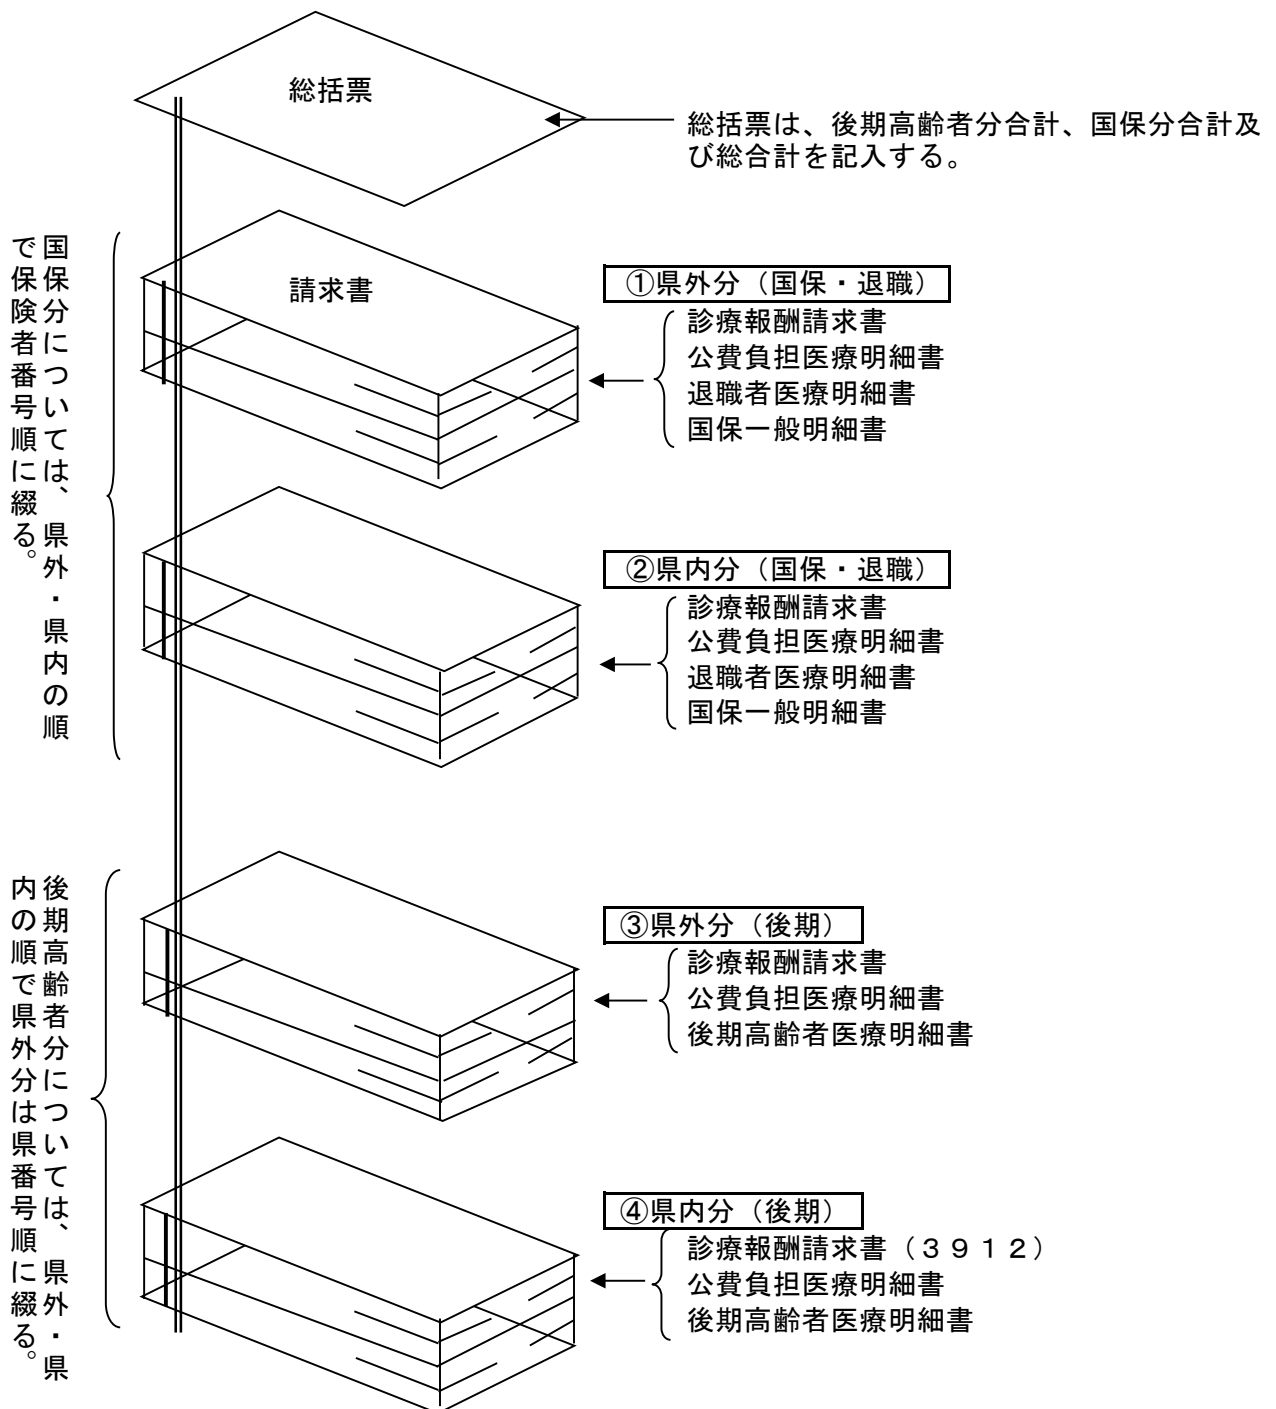 総括票
総括票は、後期高齢者分合計、国保分合計及
び総合計を記入する。
国保分については、県外・県内の順
で保険者番号順に綴る。
請求書
①県外分（国保・退職）
診療報酬請求書
公費負担医療明細書
退職者医療明細書
国保一般明細書
②県内分（国保・退職）
診療報酬請求書
公費負担医療明細書
退職者医療明細書
国保一般明細書
後期高齢者分については、県外・県
内の順で県外分は県番号順に綴る。
③県外分（後期）
診療報酬請求書
公費負担医療明細書
後期高齢者医療明細書
④県内分（後期）
診療報酬請求書（３９１２）
公費負担医療明細書
後期高齢者医療明細書